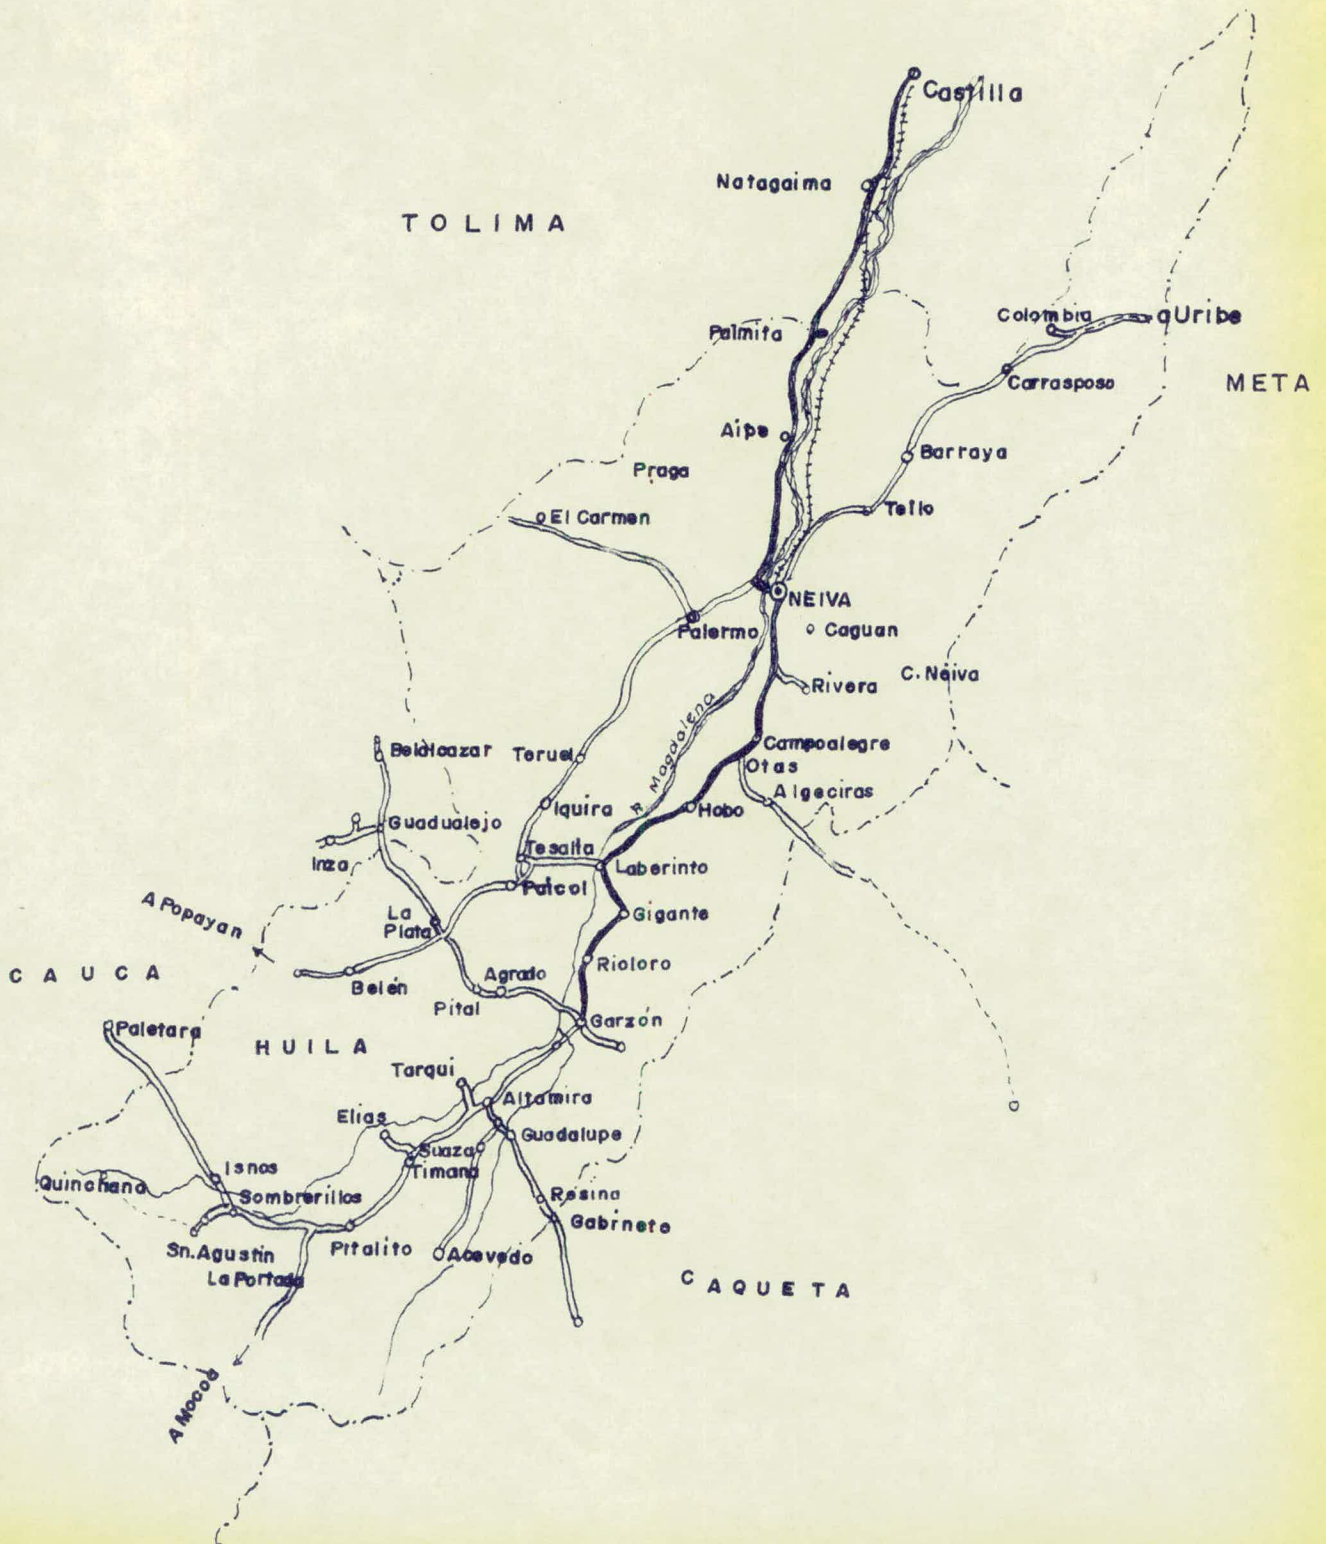 Castilla
Natagaima
TOLIMA
Colombia
Uribe
Palmita
Carrasposo
META
Aipe
Barraya
Praga
Tello
El Carmen
NEIVA
Palermo
Caguan
C. Neiva
Rivera
R. Magdalena
Campoalegre
Belalcazar
Teruel
Otas
Algeciras
Iquira
Hobo
Guadualejo
Tesalia
Inza
Laberinto
Paicol
A Popayan
La
Plata
Gigante
CAUCA
Rioloro
Agrado
Belén
Pital
Garzón
Paletara
HUILA
Tarqui
Altamira
Elias
Guadalupe
Suaza
Timana
Isnos
Quinchana
Sombrerillos
Resina
Gabinete
Sn. Agustin
Pitalito
Acevedo
La Portada
CAQUETA
A Mocoa